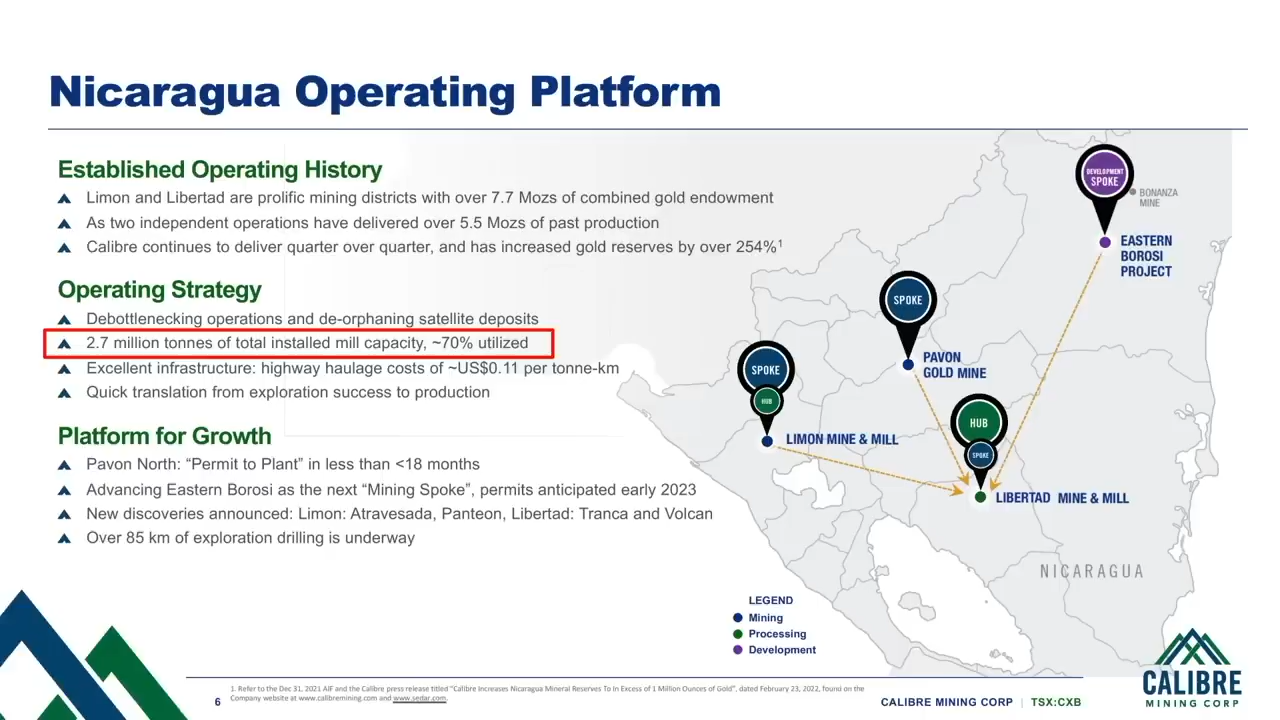 Nicaragua Operating Platform
Established Operating History
Limon and Libertad are prolific mining districts with over 7.7 Mozs of combined gold endowment
As two independent operations have delivered over 5.5 Mozs of past production
Calibre continues to deliver quarter over quarter, and has increased gold reserves by over 254%¹
Operating Strategy
Debottlenecking operations and de-orphaning satellite deposits
2.7 million tonnes of total installed mill capacity, ~70% utilized
Excellent infrastructure: highway haulage costs of ~US$0.11 per tonne-km
Quick translation from exploration success to production
Platform for Growth
Pavon North: “Permit to Plant” in less than <18 months
Advancing Eastern Borosi as the next “Mining Spoke”, permits anticipated early 2023
New discoveries announced: Limon: Atravesada, Panteon, Libertad: Tranca and Volcan
Over 85 km of exploration drilling is underway
DEVELOPMENT
SPOKE
BONANZA
MINE
EASTERN
BOROSI
PROJECT
SPOKE
PAVON
GOLD MINE
SPOKE
HUB
LIMON MINE & MILL
HUB
SPOKE
LIBERTAD MINE & MILL
NICARAGUA
LEGEND
Mining
Processing
Development
6
1. Refer to the Dec 31, 2021 AIF and the Calibre press release titled “Calibre Increases Nicaragua Mineral Reserves To In Excess of 1 Million Ounces of Gold”. dated February 23, 2022, found on the
Company website at www.calibremining.com and www.sedar.com.
CALIBRE MINING CORP | TSX:CXB
CALIBRE
MINING CORP